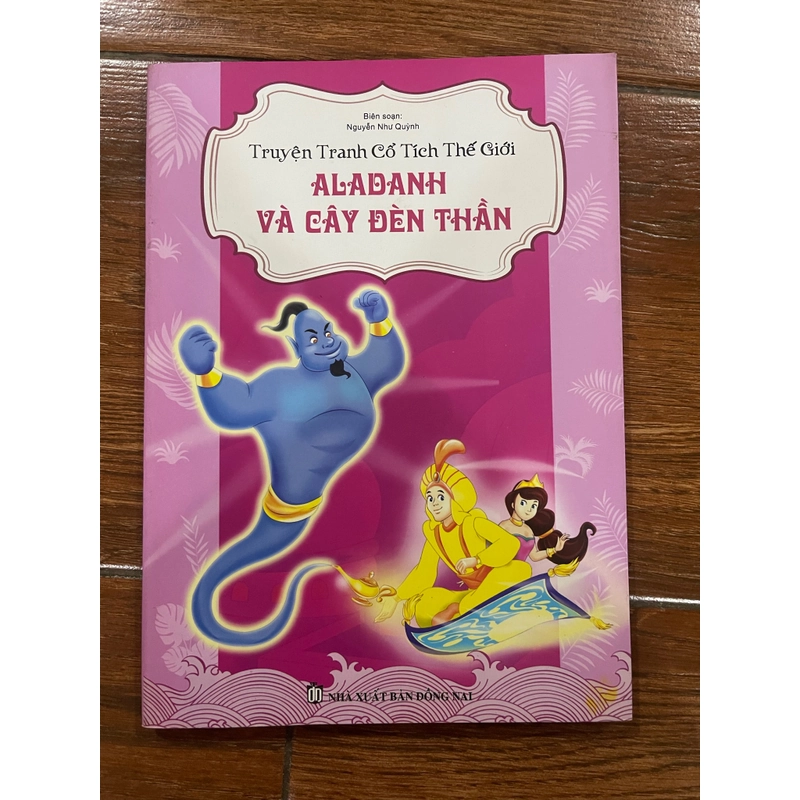 Biên soạn:
Nguyễn Như Quỳnh
Truyện Tranh Cổ Tích Thế Giới
ALADANH
VÀ CÂY ĐÈN THẦN
NHÀ XUẤT BẢN ĐỒNG NAI